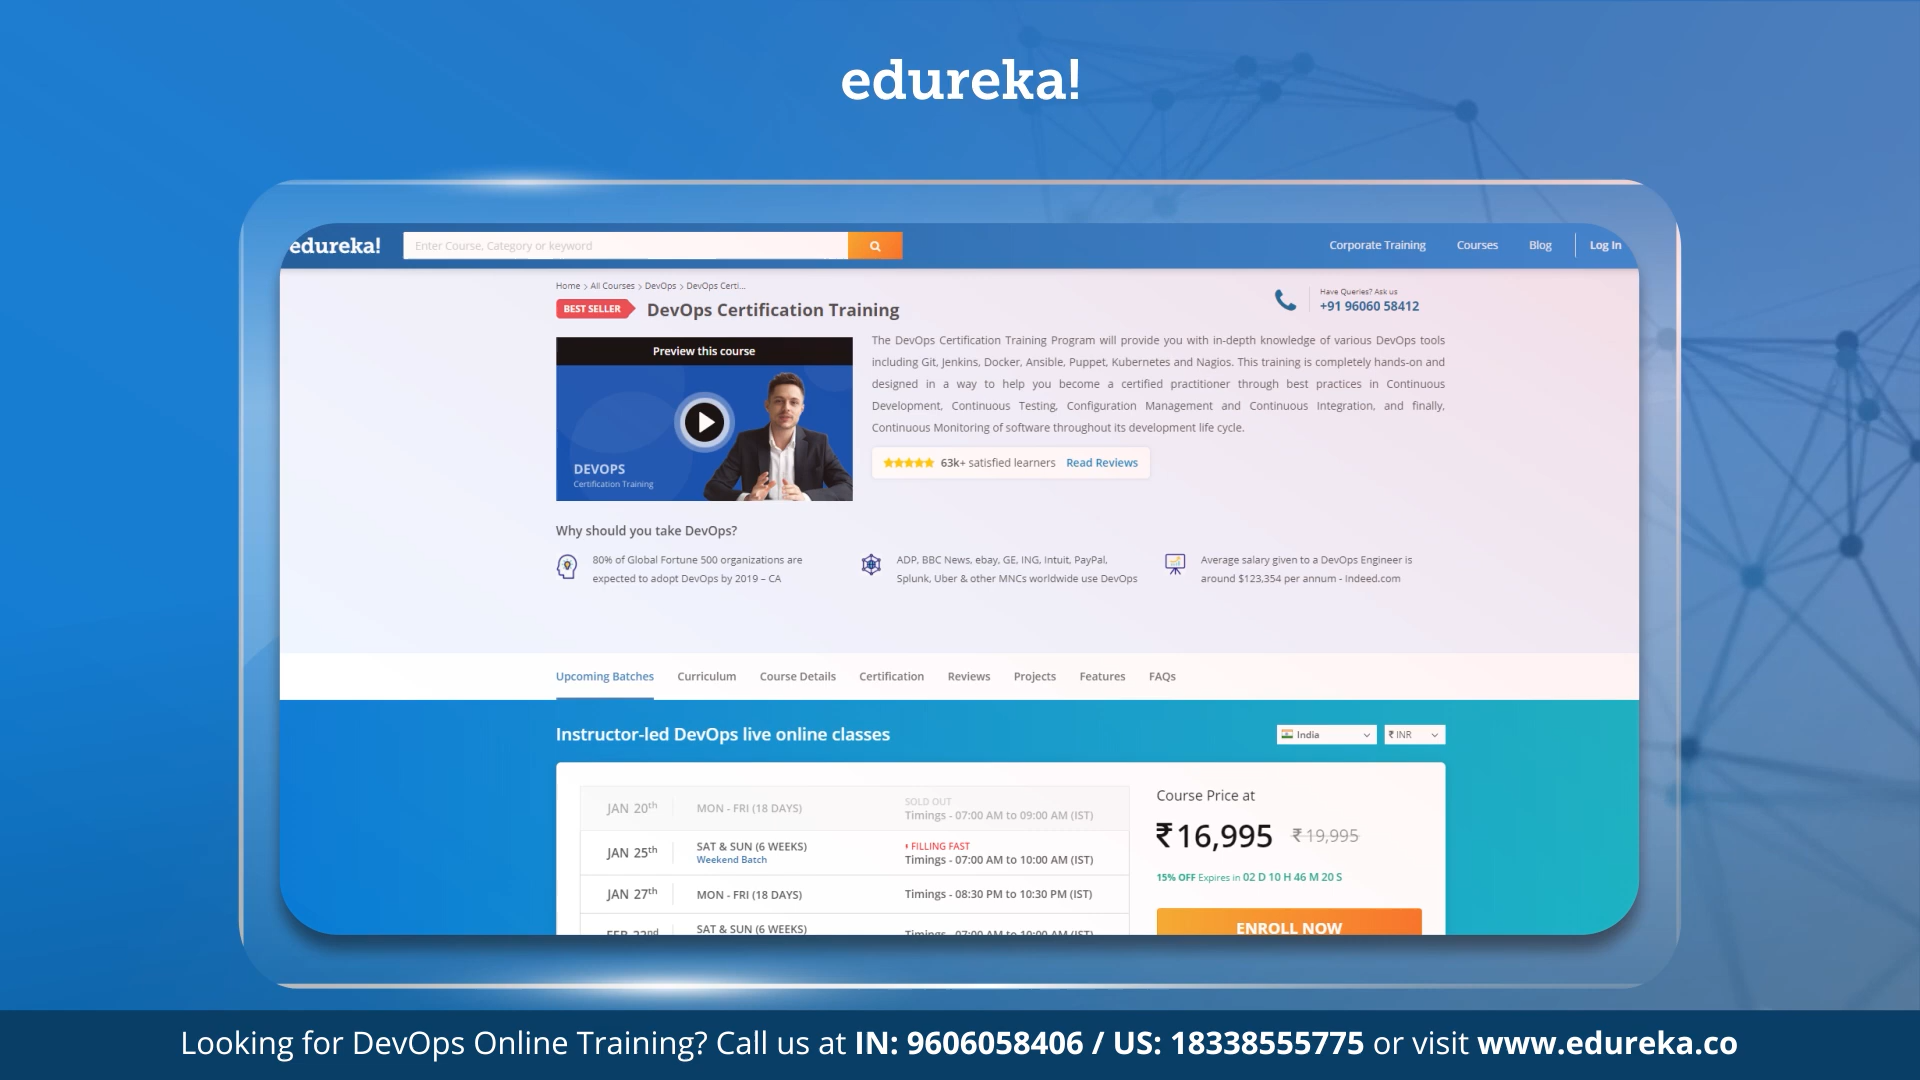 edureka!
edureka!
Enter Course, Category or keyword
Corporate Training
Courses
Blog
Log In
Home > All Courses > DevOps > DevOps Certi...
BEST SELLER
DevOps Certification Training
Have Queries? Ask us
+91 96060 58412
Preview this course
DEVOPS
Certification Training
The DevOps Certification Training Program will provide you with in-depth knowledge of various DevOps tools
including Git, Jenkins, Docker, Ansible, Puppet, Kubernetes and Nagios. This training is completely hands-on and
designed in a way to help you become a certified practitioner through best practices in Continuous
Development, Continuous Testing, Configuration Management and Continuous Integration, and finally,
Continuous Monitoring of software throughout its development life cycle.
63k+ satisfied learners Read Reviews
Why should you take DevOps?
80% of Global Fortune 500 organizations are
expected to adopt DevOps by 2019 – CA
ADP, BBC News, ebay, GE, ING, Intuit, PayPal,
Splunk, Uber & other MNCs worldwide use DevOps
Average salary given to a DevOps Engineer is
around $123,354 per annum - Indeed.com
Upcoming Batches
Curriculum
Course Details
Certification
Reviews
Projects
Features
FAQs
Instructor-led DevOps live online classes
India
₹ INR
JAN 20th
MON - FRI (18 DAYS)
SOLD OUT
Timings - 07:00 AM to 09:00 AM (IST)
JAN 25th
SAT & SUN (6 WEEKS)
Weekend Batch
FILLING FAST
Timings - 07:00 AM to 10:00 AM (IST)
JAN 27th
MON - FRI (18 DAYS)
Timings - 08:30 PM to 10:30 PM (IST)
FEB 22nd
SAT & SUN (6 WEEKS)
Timings - 07:00 AM to 10:00 AM (IST)
Course Price at
₹16,995 ₹19,995
15% OFF Expires in 02 D 10 H 46 M 20 S
ENROLL NOW
Looking for DevOps Online Training? Call us at IN: 9606058406 / US: 18338555775 or visit www.edureka.co